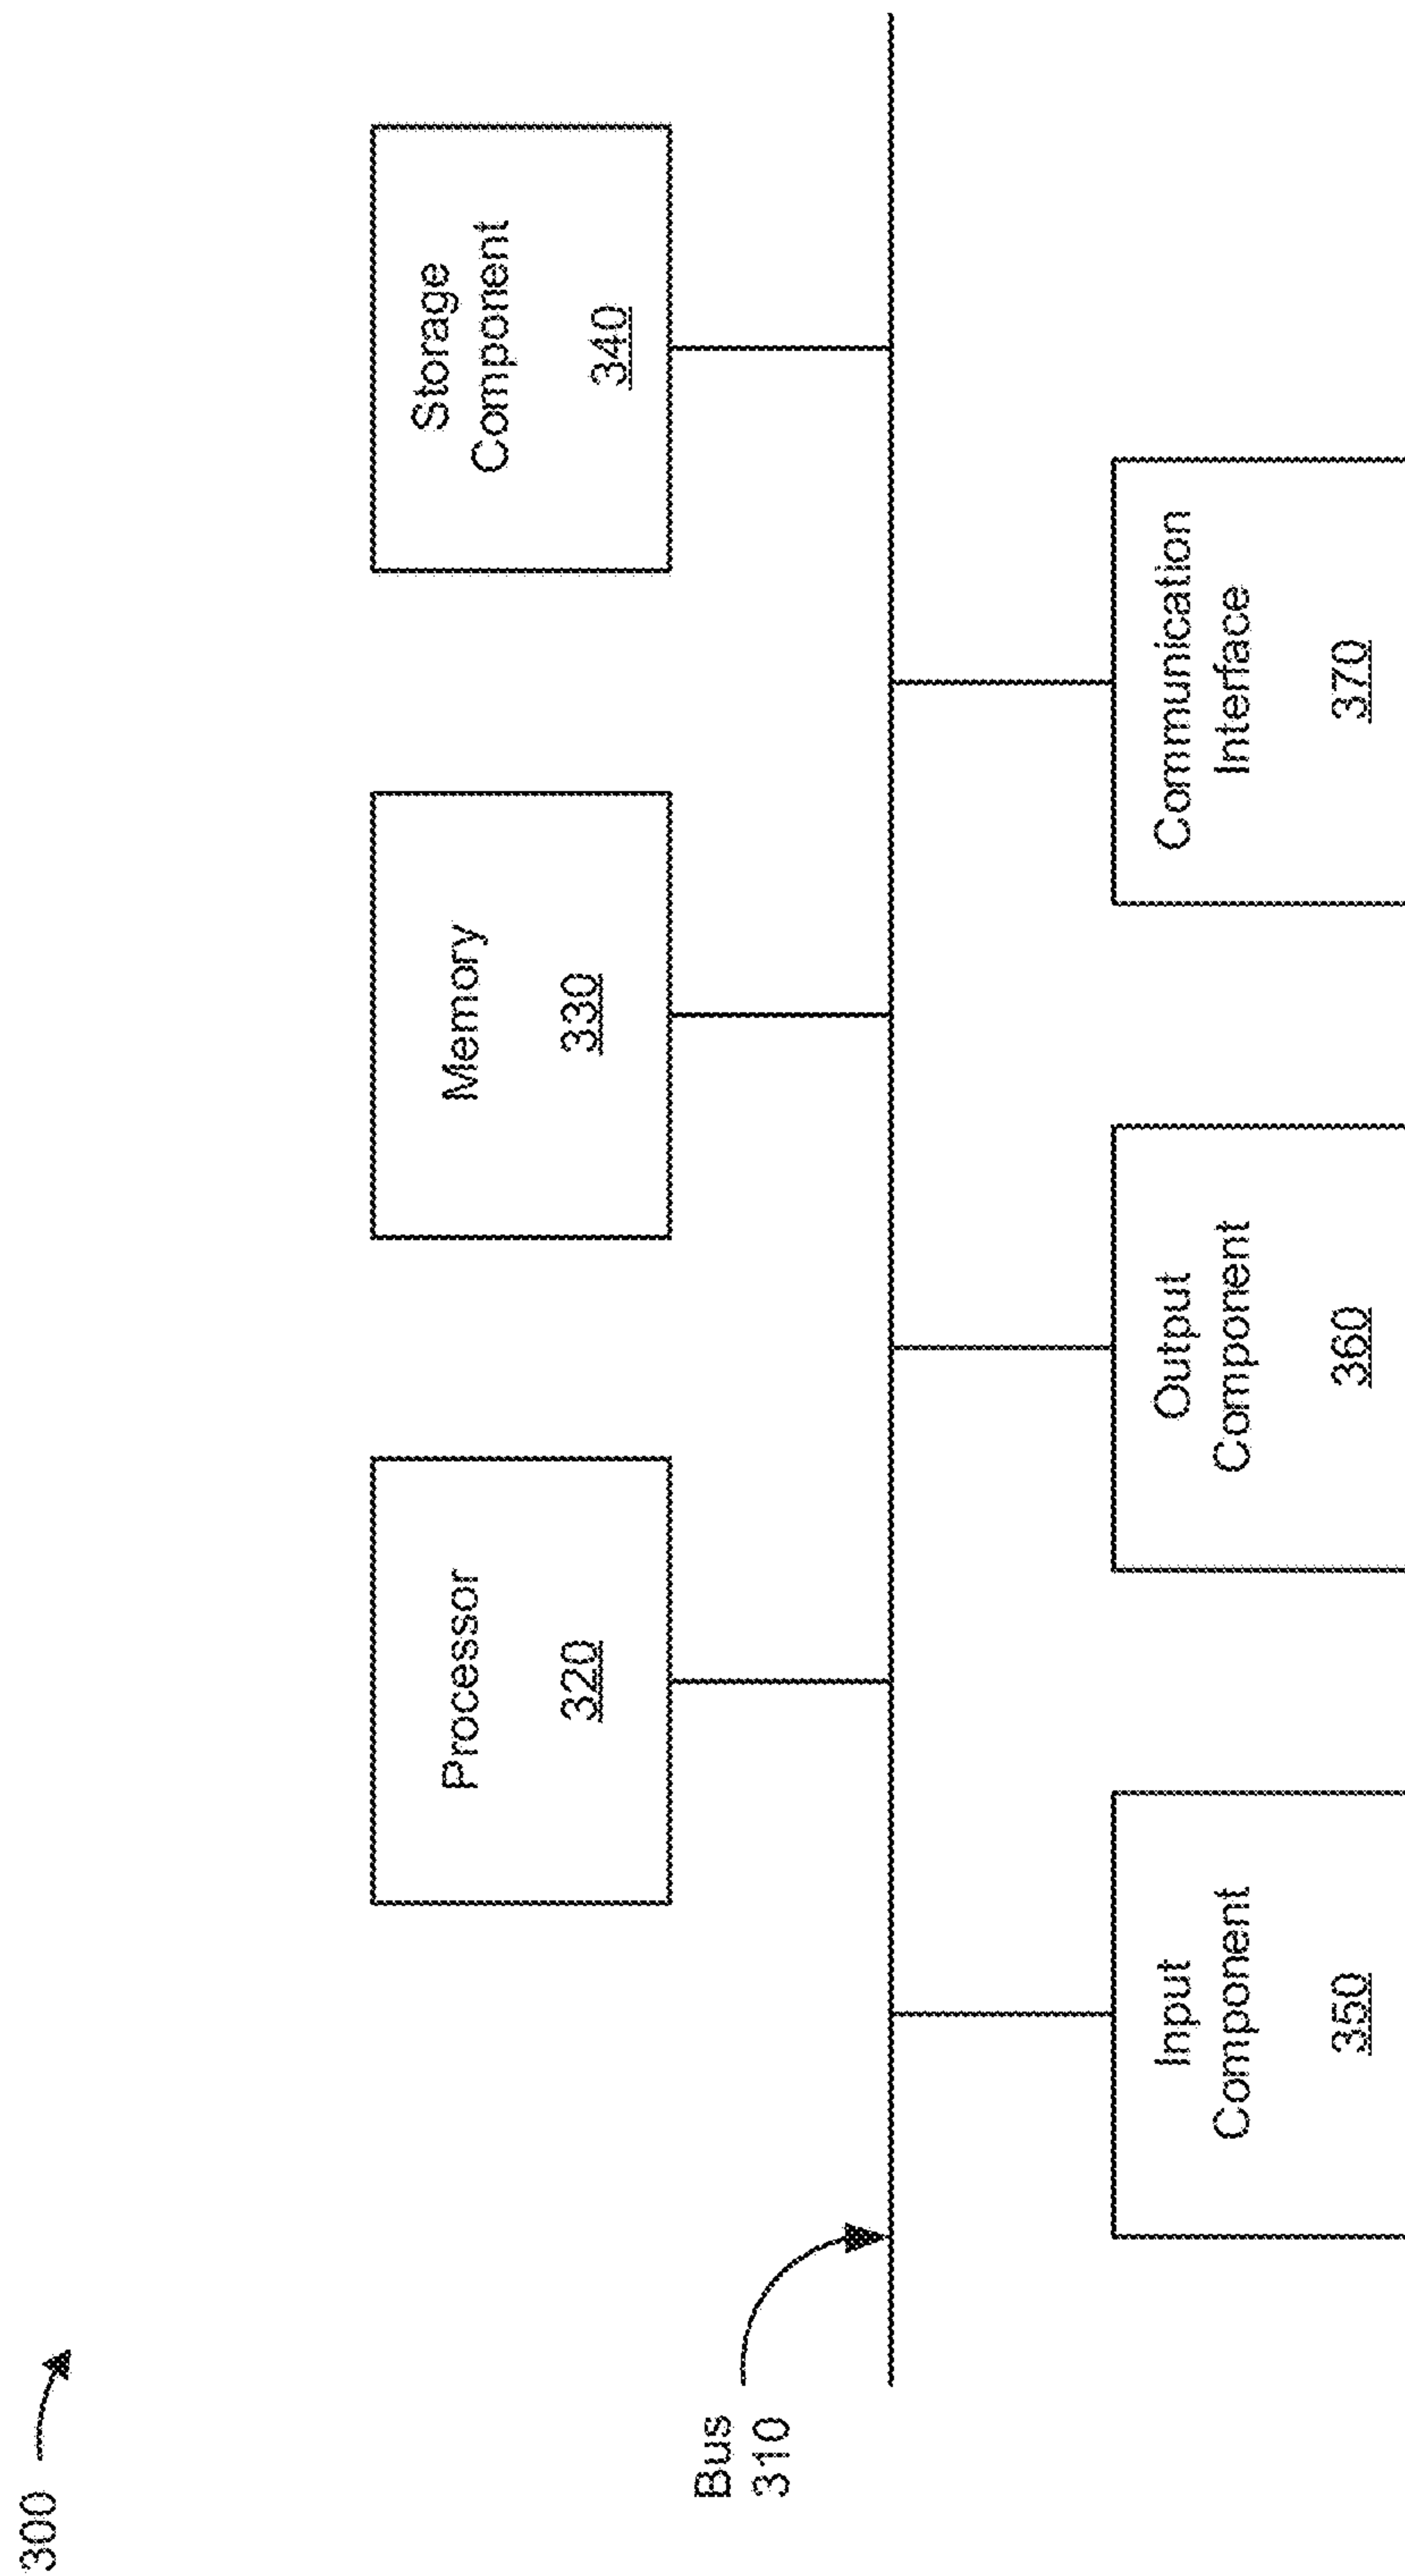 300
Processor
320
Memory
330
Storage
Component
340
Bus
310
Input
Component
350
Output
Component
360
Communication
Interface
370